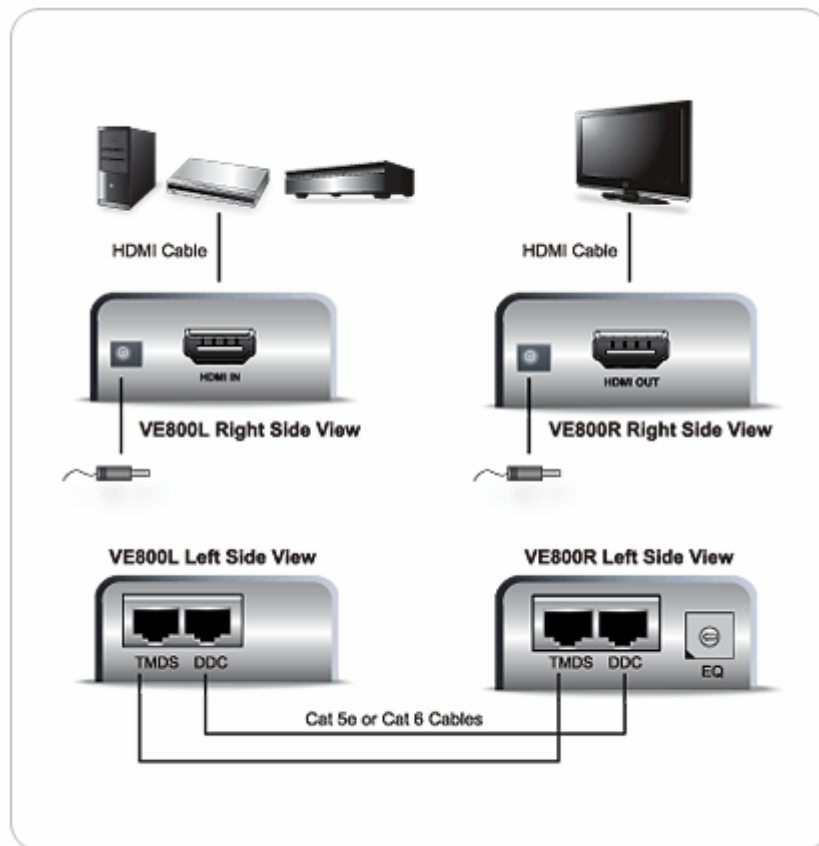 HDMI Cable
HDMI Cable
HDMI IN
HDMI OUT
VE800L Right Side View
VE800R Right Side View
VE800L Left Side View
VE800R Left Side View
TMDS DDC
TMDS DDC
EQ
Cat 5e or Cat 6 Cables